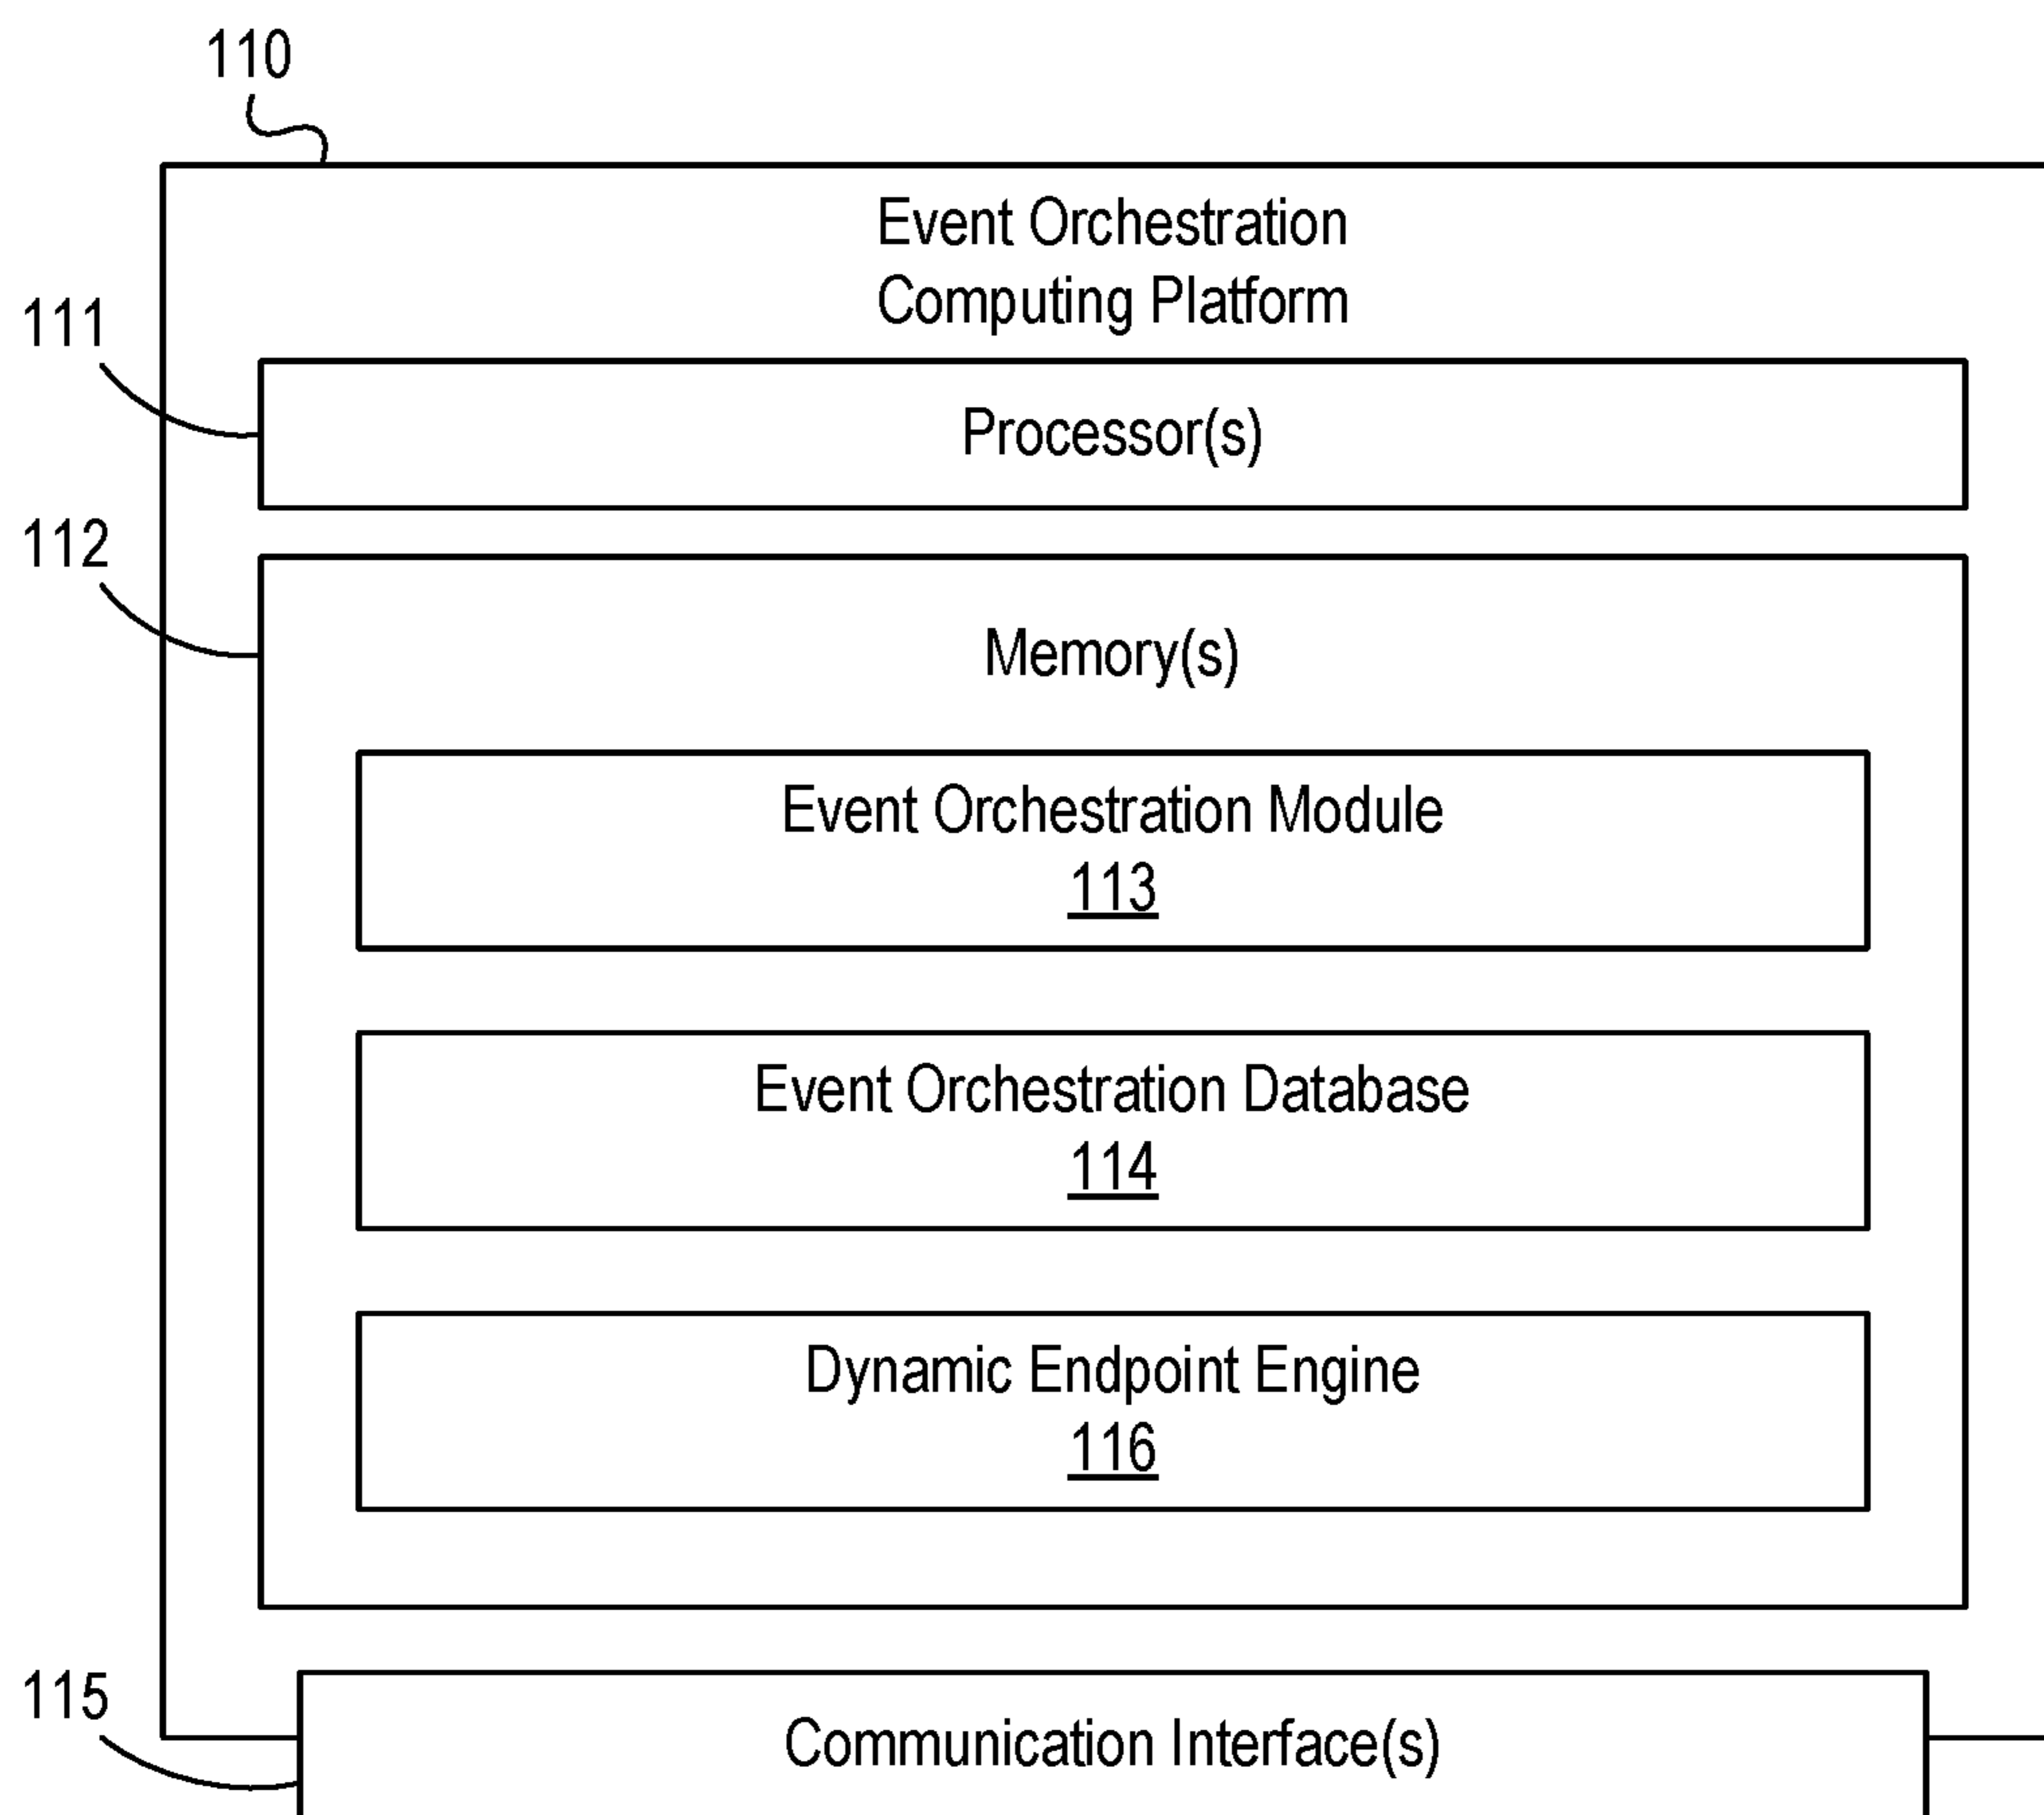 110
Event Orchestration
Computing Platform
111
Processor(s)
112
Memory(s)
Event Orchestration Module
113
Event Orchestration Database
114
Dynamic Endpoint Engine
116
115
Communication Interface(s)